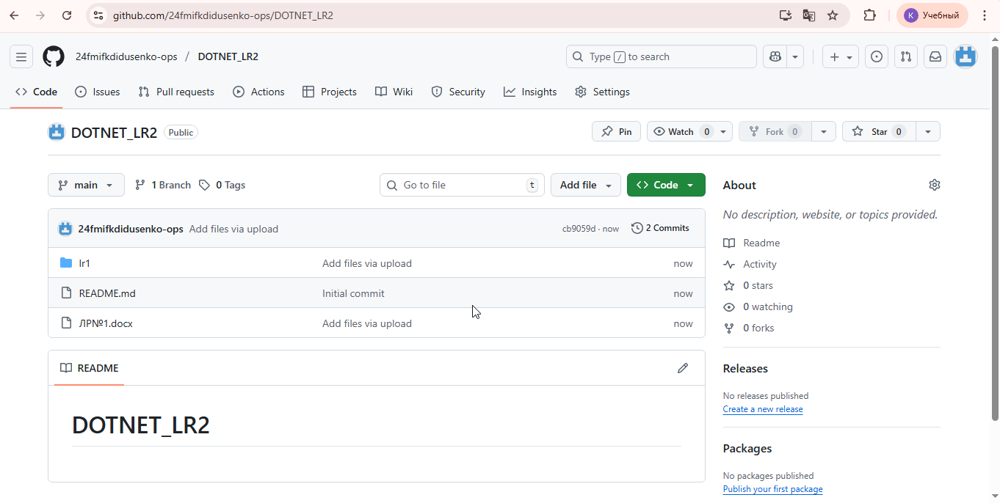 github.com/24fmifkdidusenko-ops/DOTNET_LR2
К Учебный
24fmifkdidusenko-ops / DOTNET_LR2
Type / to search
Code Issues Pull requests Actions Projects Wiki Security Insights Settings
DOTNET_LR2 Public
Pin Watch 0 Fork 0 Star 0
main 1 Branch 0 Tags Go to file t Add file Code
24fmifkdidusenko-ops Add files via upload cb9059d · now 2 Commits
lr1 Add files via upload now
README.md Initial commit now
ЛР№1.docx Add files via upload now
README
DOTNET_LR2
About
No description, website, or topics provided.
Readme
Activity
0 stars
0 watching
0 forks
Releases
No releases published
Create a new release
Packages
No packages published
Publish your first package